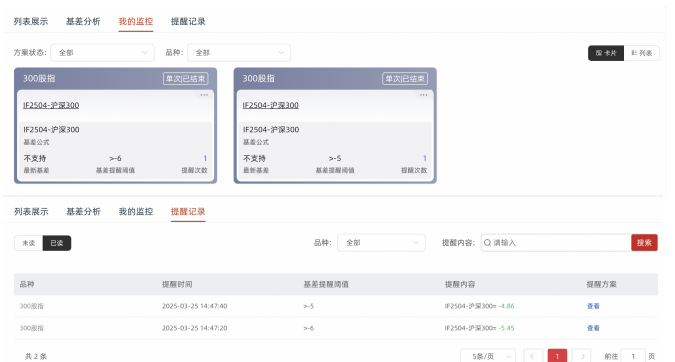 列表展示 基差分析 我的监控 提醒记录
方案状态: 全部 品种: 全部 卡片 列表
300股指 单次|已结束 300股指 单次|已结束
IF2504-沪深300 IF2504-沪深300
IF2504-沪深300 IF2504-沪深300
基差公式 基差公式
不支持 >-6 1 不支持 >-5 1
最新基差 基差提醒阈值 提醒次数 最新基差 基差提醒阈值 提醒次数
列表展示 基差分析 我的监控 提醒记录
未读 已读 品种: 全部 提醒内容: 请输入 搜索
品种 提醒时间 基差提醒阈值 提醒内容 提醒方案
300股指 2025-03-25 14:47:40 >-5 IF2504-沪深300= -4.86 查看
300股指 2025-03-25 14:47:20 >-6 IF2504-沪深300= -5.45 查看
共 2 条 5条/页 1 前往 1 页